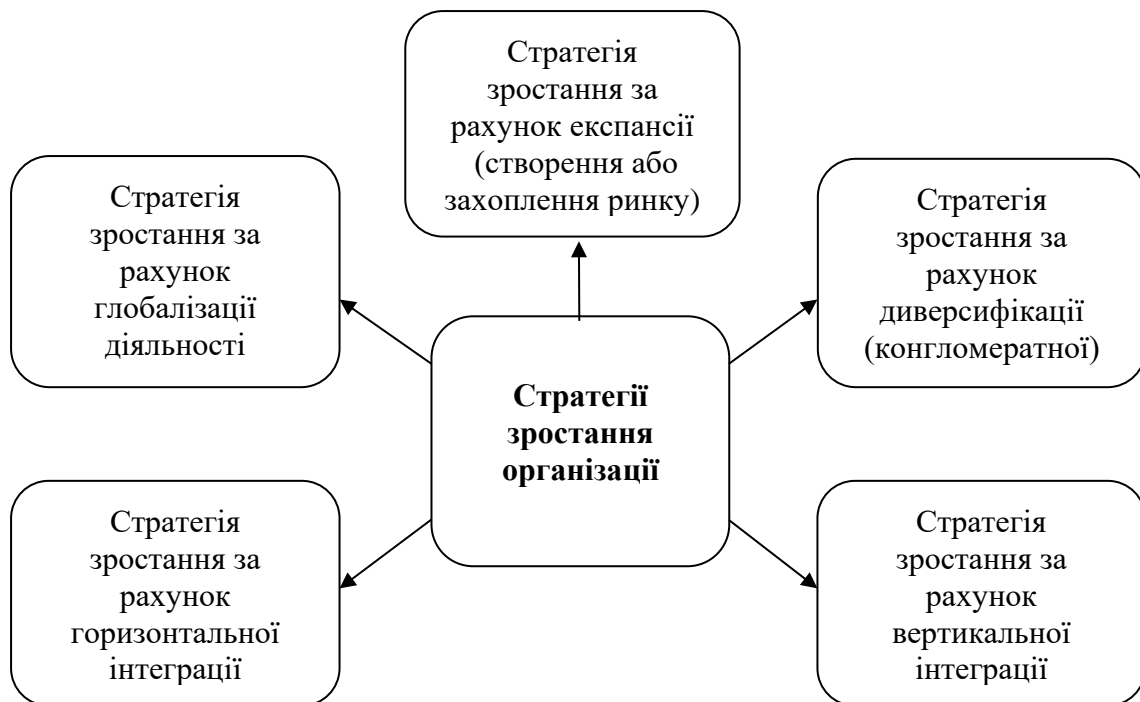 Стратегія
зростання за
рахунок експансії
(створення або
захоплення ринку)
Стратегія
зростання за
рахунок
глобалізації
діяльності
Стратегія
зростання за
рахунок
диверсифікації
(конгломератної)
Стратегії
зростання
організації
Стратегія
зростання за
рахунок
горизонтальної
інтеграції
Стратегія
зростання за
рахунок
вертикальної
інтеграції